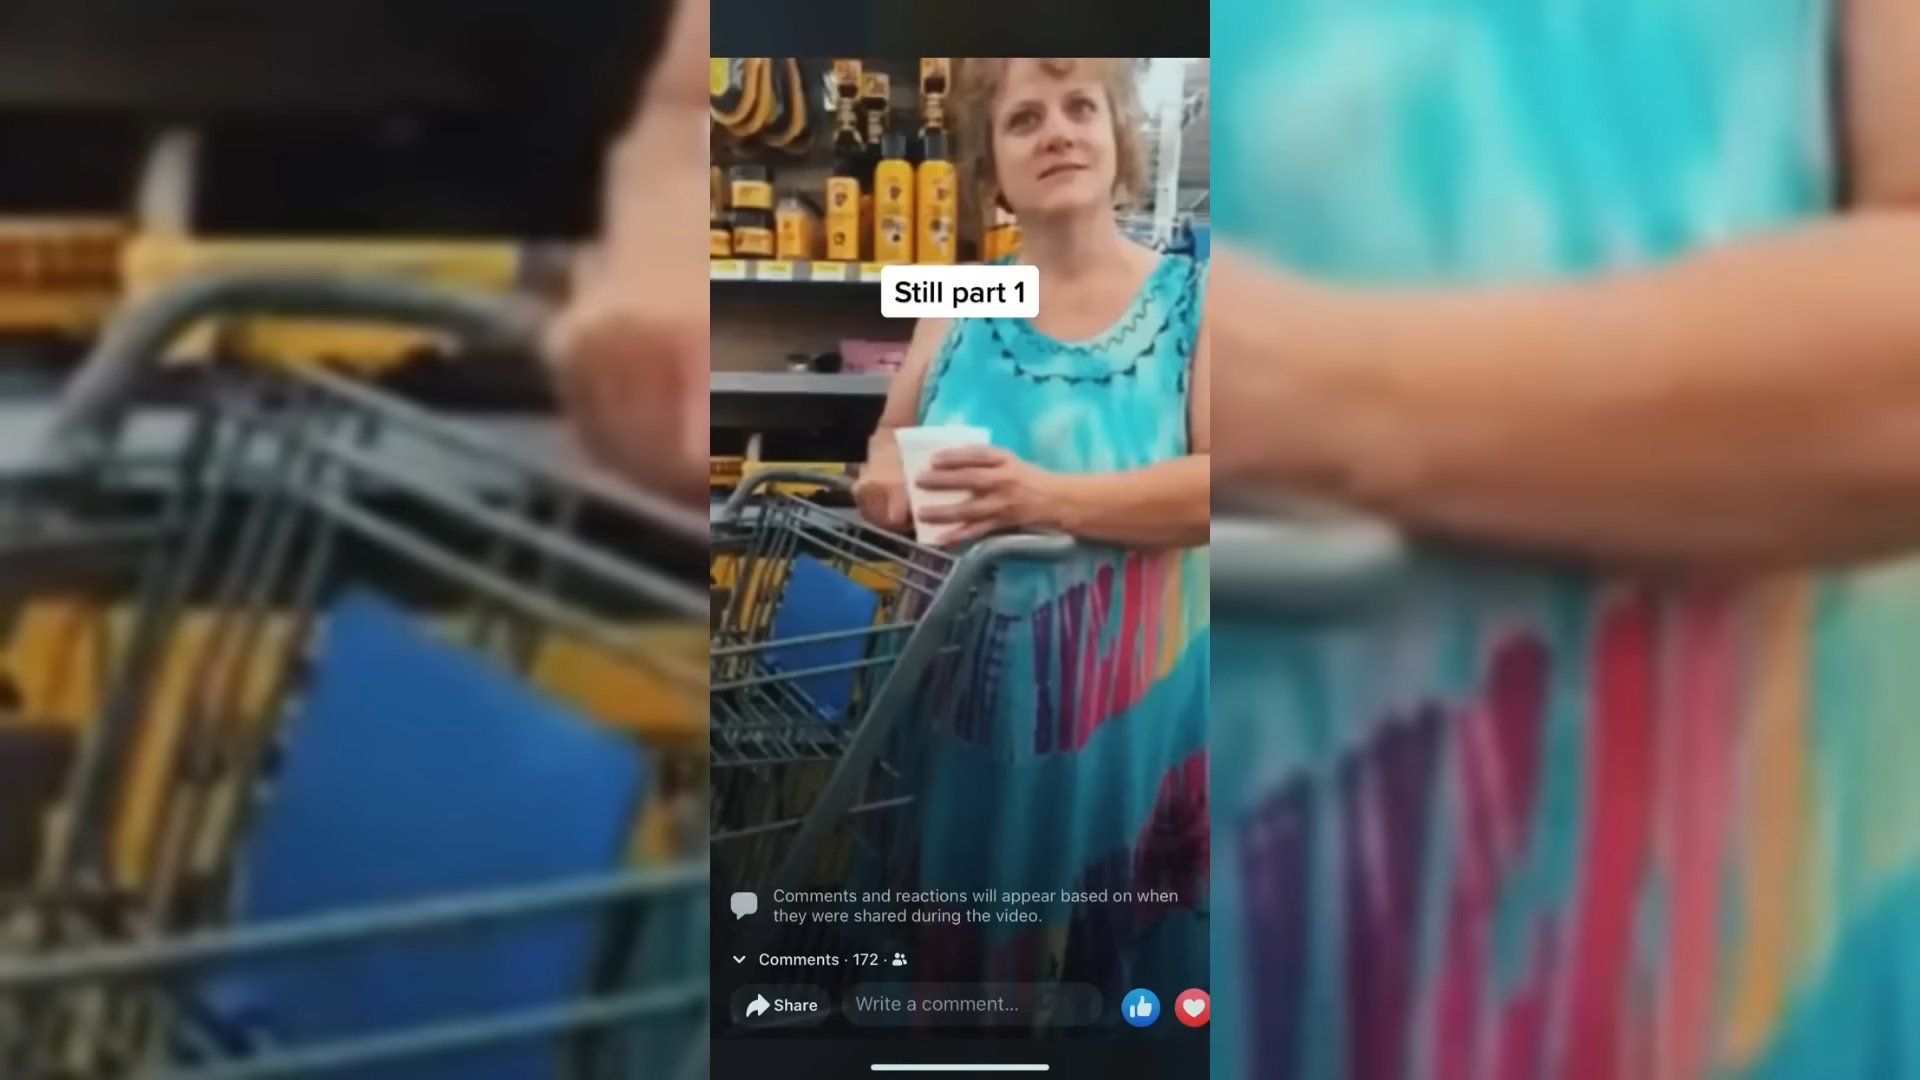 Still part 1
Comments and reactions will appear based on when
they were shared during the video.
Comments · 172 ·
Share
Write a comment...